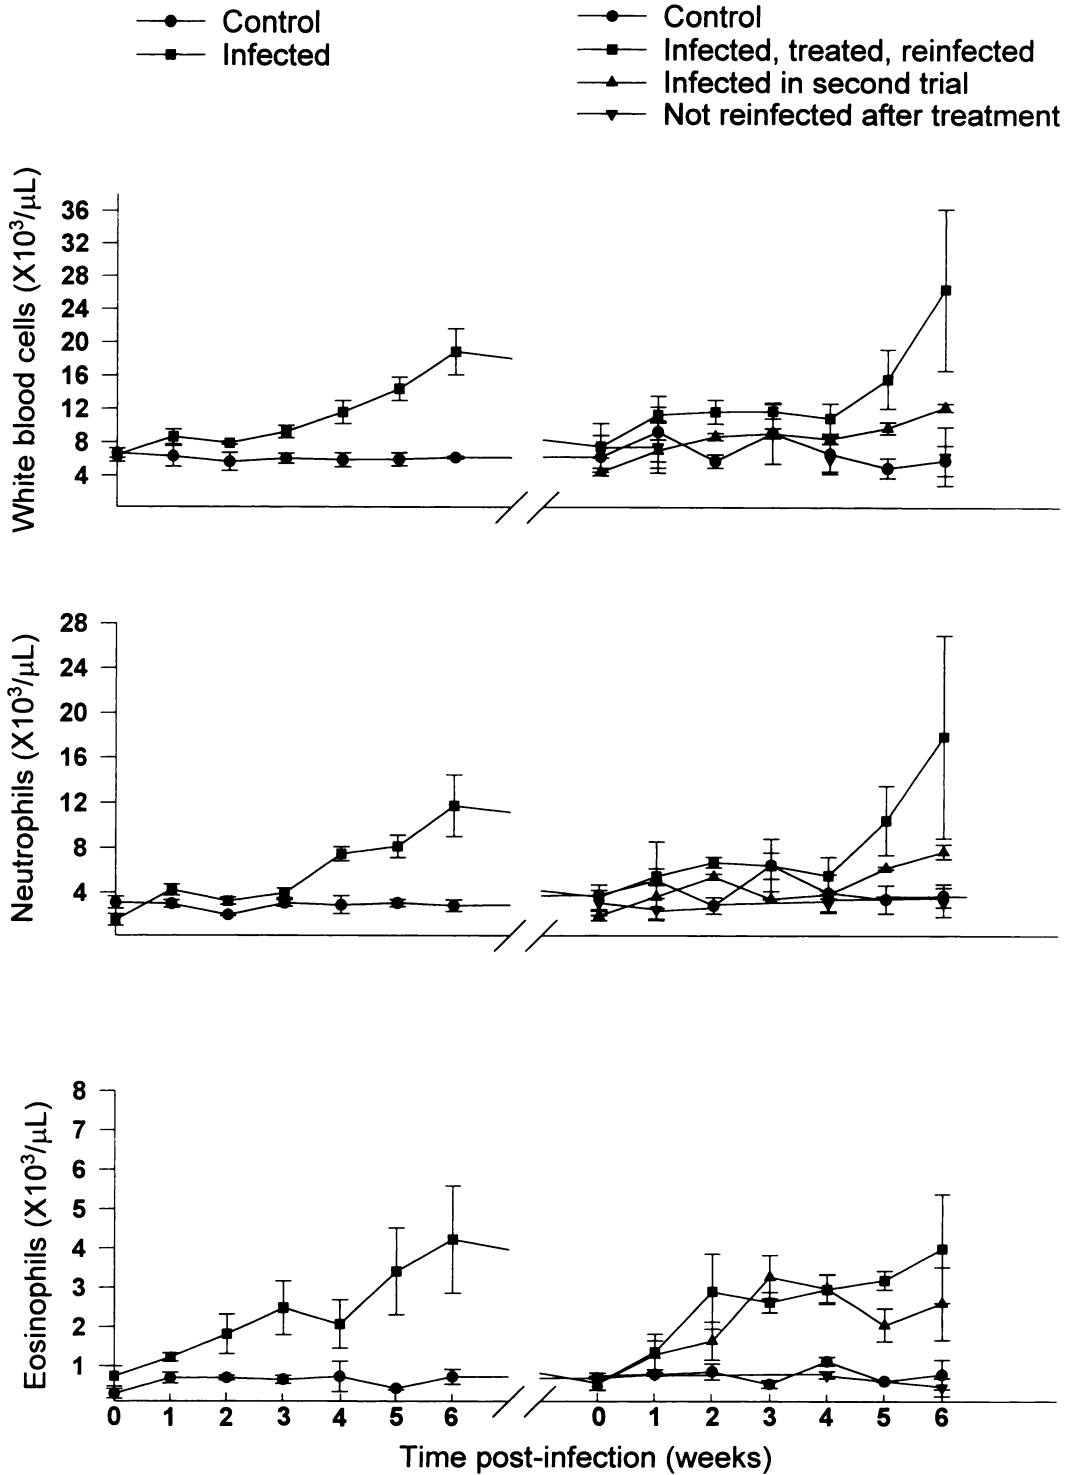 Control
Infected
Control
Infected, treated, reinfected
Infected in second trial
Not reinfected after treatment
White blood cells (X10³/μL)
36
32
28
24
20
16
12
8
4
Neutrophils (X10³/μL)
28
24
20
16
12
8
4
Eosinophils (X10³/μL)
8
7
6
5
4
3
2
1
0 1 2 3 4 5 6 0 1 2 3 4 5 6
Time post-infection (weeks)